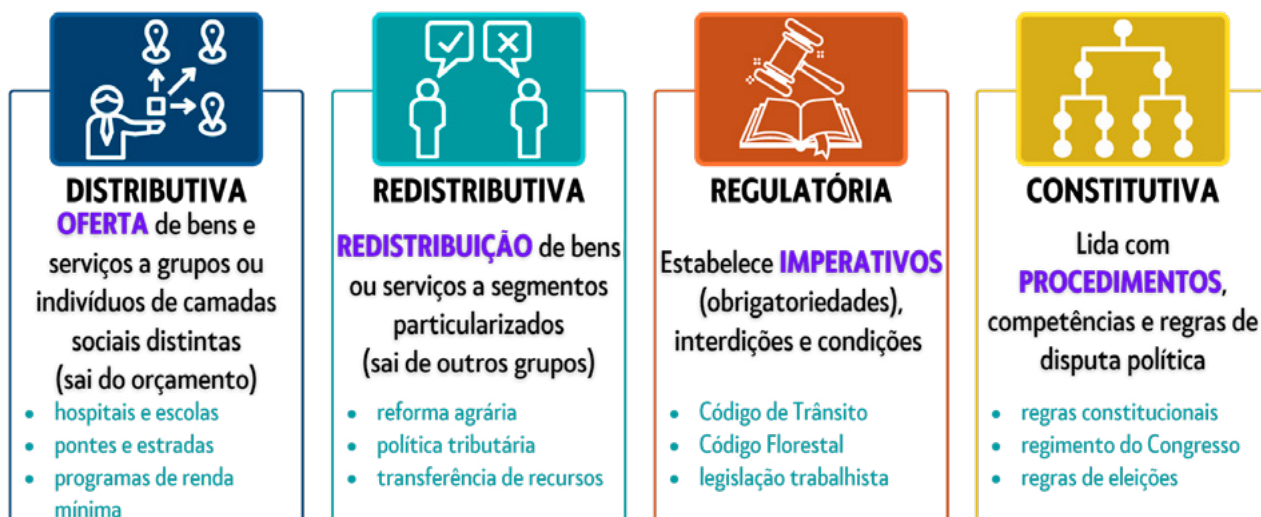 DISTRIBUTIVA
OFERTA de bens e
serviços a grupos ou
indivíduos de camadas
sociais distintas
(sai do orçamento)
• hospitais e escolas
• pontes e estradas
• programas de renda
mínima
REDISTRIBUTIVA
REDISTRIBUIÇÃO de bens
ou serviços a segmentos
particularizados
(sai de outros grupos)
• reforma agrária
• política tributária
• transferência de recursos
REGULATÓRIA
Estabelece IMPERATIVOS
(obrigatoriedades),
interdições e condições
• Código de Trânsito
• Código Florestal
• legislação trabalhista
CONSTITUTIVA
Lida com
PROCEDIMENTOS,
competências e regras de
disputa política
• regras constitucionais
• regimento do Congresso
• regras de eleições